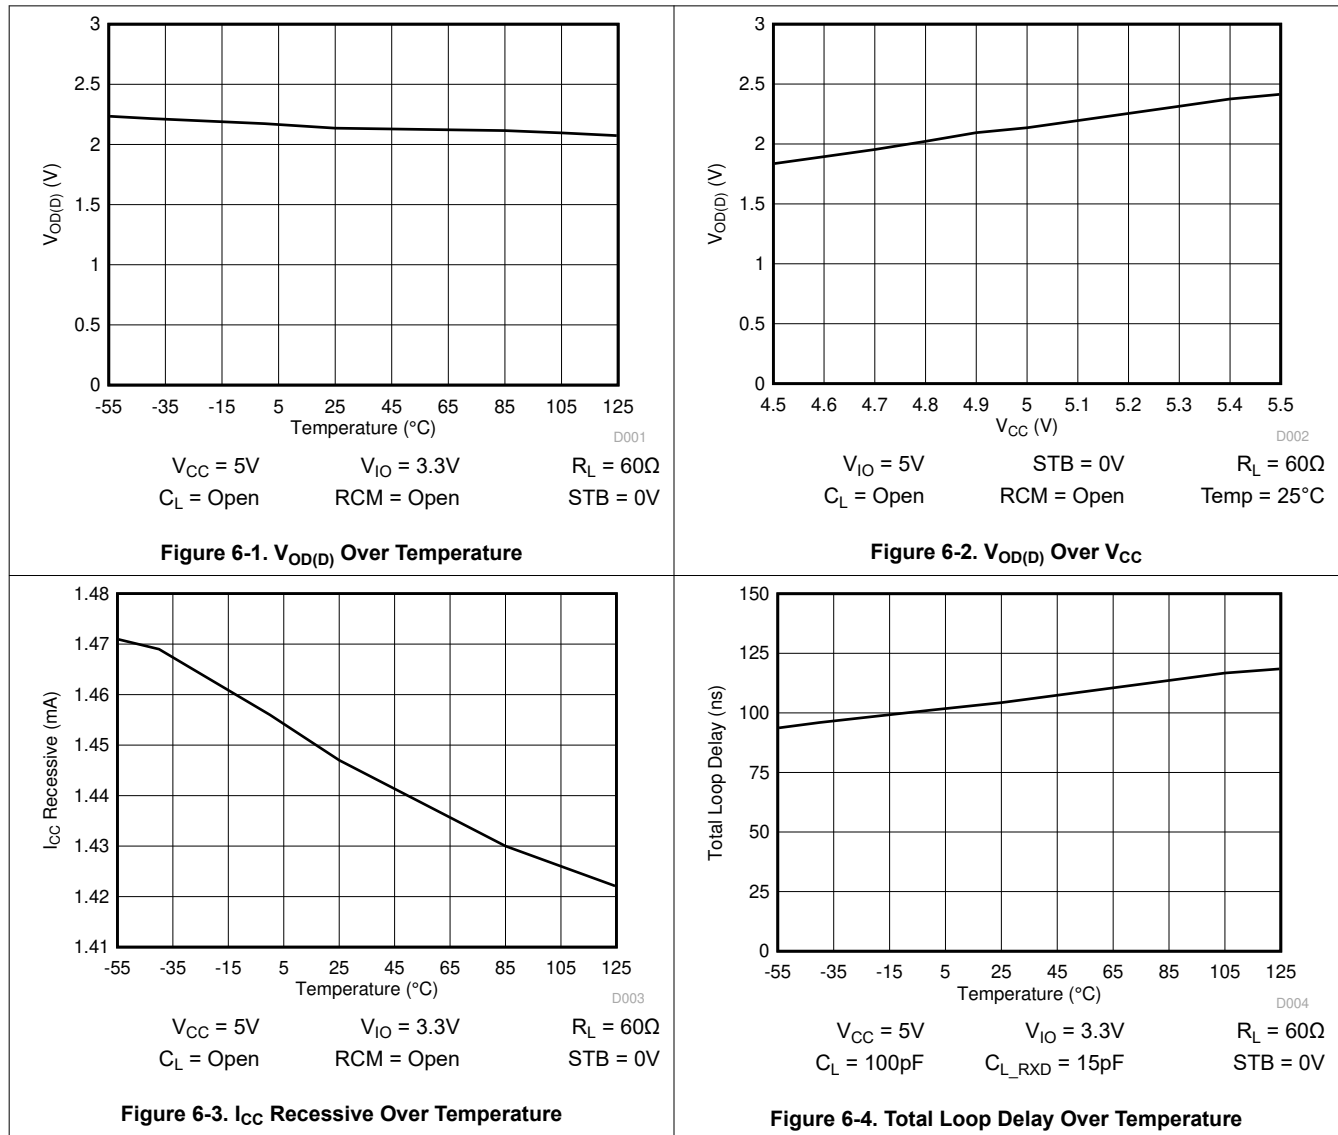 3
2.5
2
1.5
1
0.5
0
V_OD(D) (V)
-55 -35 -15 5 25 45 65 85 105 125
Temperature (°C)
D001
V_CC = 5V V_IO = 3.3V R_L = 60Ω
C_L = Open RCM = Open STB = 0V
Figure 6-1. V_OD(D) Over Temperature
3
2.5
2
1.5
1
0.5
0
V_OD(D) (V)
4.5 4.6 4.7 4.8 4.9 5 5.1 5.2 5.3 5.4 5.5
V_CC (V)
D002
V_IO = 5V STB = 0V R_L = 60Ω
C_L = Open RCM = Open Temp = 25°C
Figure 6-2. V_OD(D) Over V_CC
1.48
1.47
1.46
1.45
1.44
1.43
1.42
1.41
I_CC Recessive (mA)
-55 -35 -15 5 25 45 65 85 105 125
Temperature (°C)
D003
V_CC = 5V V_IO = 3.3V R_L = 60Ω
C_L = Open RCM = Open STB = 0V
Figure 6-3. I_CC Recessive Over Temperature
150
125
100
75
50
25
0
Total Loop Delay (ns)
-55 -35 -15 5 25 45 65 85 105 125
Temperature (°C)
D004
V_CC = 5V V_IO = 3.3V R_L = 60Ω
C_L = 100pF C_L_RXD = 15pF STB = 0V
Figure 6-4. Total Loop Delay Over Temperature